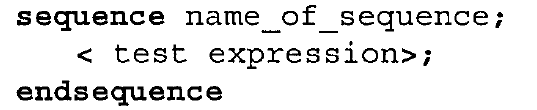 sequence name_of_sequence;
< test expression>;
endsequence